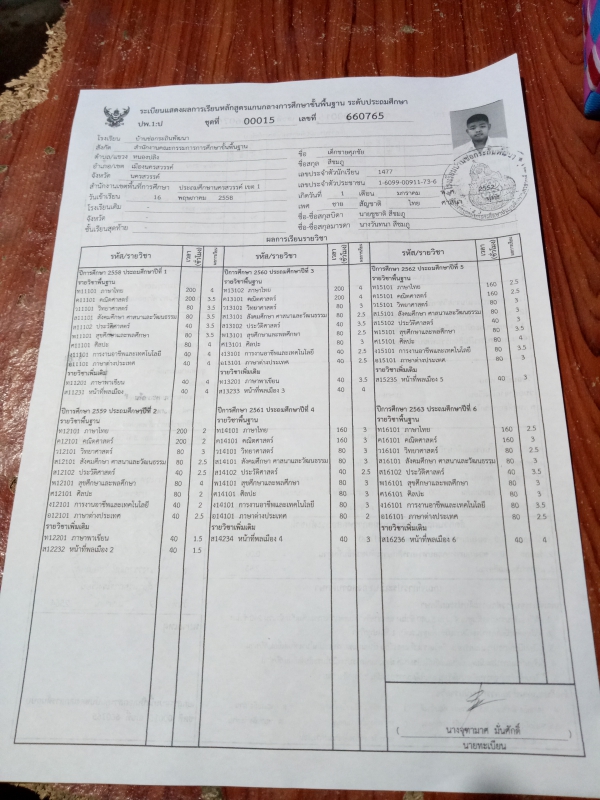 ระเบียนแสดงผลการเรียนหลักสูตรแกนกลางการศึกษาขั้นพื้นฐาน ระดับประถมศึกษา
ปพ.1:ป ชุดที่ 00015 เลขที่ 660765
โรงเรียน บ้านซอกระถินพัฒนา
สังกัด สำนักงานคณะกรรมการการศึกษาขั้นพื้นฐาน
ตำบล/แขวง หนองปลิง
อำเภอ/เขต เมืองนครสวรรค์
จังหวัด นครสวรรค์
สำนักงานเขตพื้นที่การศึกษา ประถมศึกษานครสวรรค์ เขต 1
วันเข้าเรียน 16 พฤษภาคม 2558
โรงเรียนเดิม -
จังหวัด -
ชั้นเรียนสุดท้าย -
ชื่อ เด็กชายศุภชัย
ชื่อสกุล สีชมภู
เลขประจำตัวนักเรียน 1477
เลขประจำตัวประชาชน 1-6099-00911-73-6
เกิดวันที่ 1 เดือน มกราคม
เพศ ชาย สัญชาติ ไทย ศาสนา
ชื่อ-ชื่อสกุลบิดา นายชูชาติ สีชมภู
ชื่อ-ชื่อสกุลมารดา นางวันทนา สีชมภู
ผลการเรียนรายวิชา
รหัส/รายวิชา เวลา (ชั่วโมง) ผลการเรียน
ปีการศึกษา 2558 ประถมศึกษาปีที่ 1
รายวิชาพื้นฐาน
ท11101 ภาษาไทย 200 4
ค11101 คณิตศาสตร์ 200 3.5
ว11101 วิทยาศาสตร์ 80 3.5
ส11101 สังคมศึกษา ศาสนาและวัฒนธรรม 80 3.5
ส11102 ประวัติศาสตร์ 40 3.5
พ11101 สุขศึกษาและพลศึกษา 80 3.5
ศ11101 ศิลปะ 80 4
ง11101 การงานอาชีพและเทคโนโลยี 40 4
อ11101 ภาษาต่างประเทศ 40 4
รายวิชาเพิ่มเติม
ท11201 ภาษาพาเขียน 40 4
ส11231 หน้าที่พลเมือง 40 4
ปีการศึกษา 2559 ประถมศึกษาปีที่ 2
รายวิชาพื้นฐาน
ท12101 ภาษาไทย 200 2
ค12101 คณิตศาสตร์ 200 2
ว12101 วิทยาศาสตร์ 80 3
ส12101 สังคมศึกษา ศาสนาและวัฒนธรรม 80 2.5
ส12102 ประวัติศาสตร์ 40 2.5
พ12101 สุขศึกษาและพลศึกษา 80 4
ศ12101 ศิลปะ 80 2
ง12101 การงานอาชีพและเทคโนโลยี 40 2
อ12101 ภาษาต่างประเทศ 40 2.5
รายวิชาเพิ่มเติม
ท12201 ภาษาพาเขียน 40 1.5
ส12232 หน้าที่พลเมือง 2 40 1.5
รหัส/รายวิชา เวลา (ชั่วโมง) ผลการเรียน
ปีการศึกษา 2560 ประถมศึกษาปีที่ 3
รายวิชาพื้นฐาน
ท13102 ภาษาไทย 200 4
ค13101 คณิตศาสตร์ 200 4
ว13101 วิทยาศาสตร์ 80 3
ส13101 สังคมศึกษา ศาสนาและวัฒนธรรม 80 2.5
ส13102 ประวัติศาสตร์ 40 3.5
พ13101 สุขศึกษาและพลศึกษา 80 2.5
ศ13101 ศิลปะ 80 3
ง13101 การงานอาชีพและเทคโนโลยี 40 4
อ13101 ภาษาต่างประเทศ 40 2.5
รายวิชาเพิ่มเติม
ท13201 ภาษาพาเขียน 40 3.5
ส13233 หน้าที่พลเมือง 3 40 4
ปีการศึกษา 2561 ประถมศึกษาปีที่ 4
รายวิชาพื้นฐาน
ท14101 ภาษาไทย 160 3
ค14101 คณิตศาสตร์ 160 3
ว14101 วิทยาศาสตร์ 80 3
ส14101 สังคมศึกษา ศาสนาและวัฒนธรรม 80 3
ส14102 ประวัติศาสตร์ 40 2.5
พ14101 สุขศึกษาและพลศึกษา 80 3
ศ14101 ศิลปะ 80 3
ง14101 การงานอาชีพและเทคโนโลยี 80 3
อ14101 ภาษาต่างประเทศ 80 2
รายวิชาเพิ่มเติม
ส14234 หน้าที่พลเมือง 4 40 3
รหัส/รายวิชา เวลา (ชั่วโมง) ผลการเรียน
ปีการศึกษา 2562 ประถมศึกษาปีที่ 5
รายวิชาพื้นฐาน
ท15101 ภาษาไทย 160 2.5
ค15101 คณิตศาสตร์ 160 2.5
ว15101 วิทยาศาสตร์ 80 3
ส15101 สังคมศึกษา ศาสนาและวัฒนธรรม 80 2.5
ส15102 ประวัติศาสตร์ 40 3
พ15101 สุขศึกษาและพลศึกษา 80 3.5
ศ15101 ศิลปะ 80 4
ง15101 การงานอาชีพและเทคโนโลยี 80 3.5
อ15101 ภาษาต่างประเทศ 80 3
รายวิชาเพิ่มเติม
ส15235 หน้าที่พลเมือง 5 40 3
ปีการศึกษา 2563 ประถมศึกษาปีที่ 6
รายวิชาพื้นฐาน
ท16101 ภาษาไทย 160 2.5
ค16101 คณิตศาสตร์ 160 3
ว16101 วิทยาศาสตร์ 80 2.5
ส16101 สังคมศึกษา ศาสนาและวัฒนธรรม 80 3
ส16102 ประวัติศาสตร์ 40 3.5
พ16101 สุขศึกษาและพลศึกษา 80 3
ศ16101 ศิลปะ 80 3
ง16101 การงานอาชีพและเทคโนโลยี 80 3.5
อ16101 ภาษาต่างประเทศ 80 2.5
รายวิชาเพิ่มเติม
ส16236 หน้าที่พลเมือง 6 40 4
( นางจุฑามาศ มั่นศักดิ์ )
นายทะเบียน